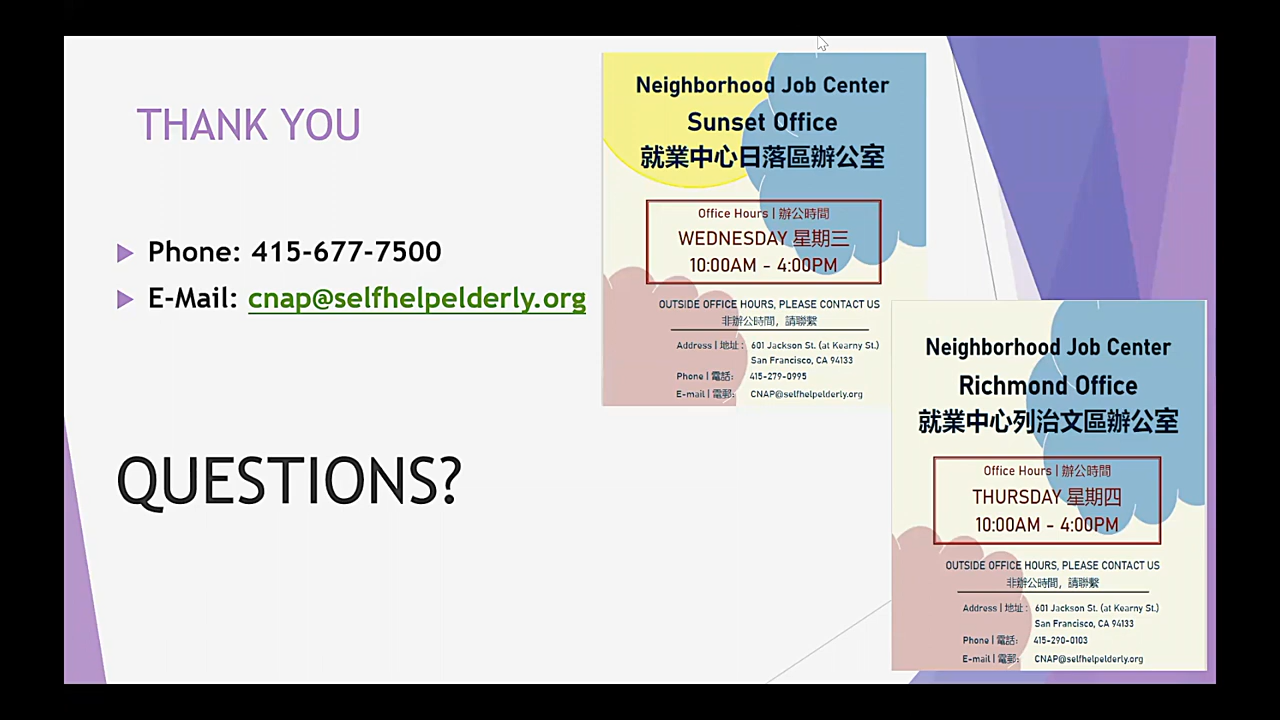 THANK YOU
Phone: 415-677-7500
E-Mail: cnap@selfhelpelderly.org
QUESTIONS?
Neighborhood Job Center
Sunset Office
就業中心日落區辦公室
Office Hours | 辦公時間
WEDNESDAY 星期三
10:00AM - 4:00PM
OUTSIDE OFFICE HOURS, PLEASE CONTACT US
非辦公時間，請聯繫
Address | 地址： 601 Jackson St. (at Kearny St.)
San Francisco, CA 94133
Phone | 電話： 415-279-0995
E-mail | 電郵： CNAP@selfhelpelderly.org
Neighborhood Job Center
Richmond Office
就業中心列治文區辦公室
Office Hours | 辦公時間
THURSDAY 星期四
10:00AM - 4:00PM
OUTSIDE OFFICE HOURS, PLEASE CONTACT US
非辦公時間，請聯繫
Address | 地址： 601 Jackson St. (at Kearny St.)
San Francisco, CA 94133
Phone | 電話： 415-290-0103
E-mail | 電郵： CNAP@selfhelpelderly.org